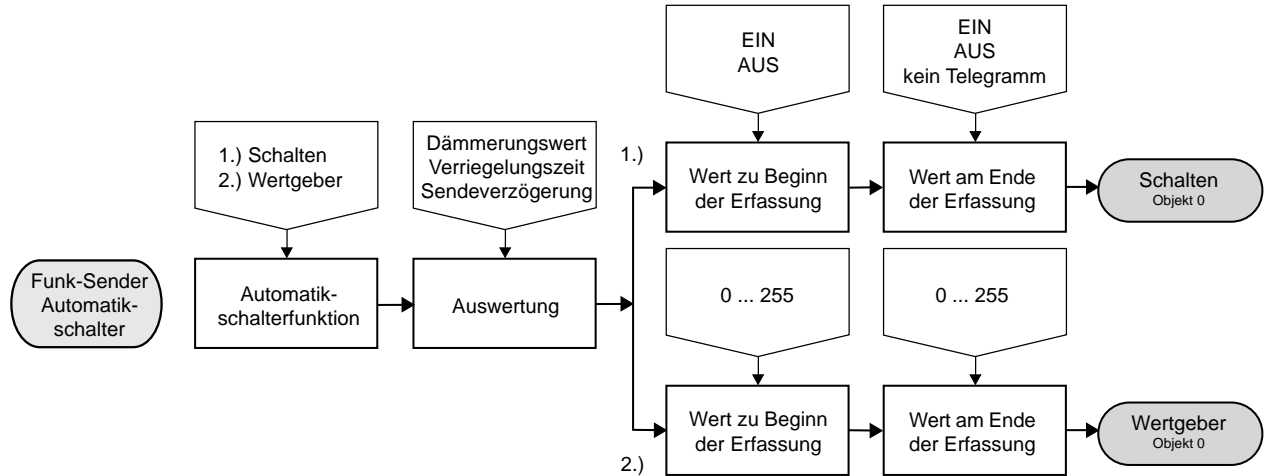 EIN
AUS
EIN
AUS
kein Telegramm
1.) Schalten
2.) Wertgeber
Dämmerungswert
Verriegelungszeit
Sendeverzögerung
1.)
Wert zu Beginn
der Erfassung
Wert am Ende
der Erfassung
Schalten
Objekt 0
Funk-Sender
Automatik-
schalter
Automatik-
schalterfunktion
Auswertung
0 ... 255
0 ... 255
2.)
Wert zu Beginn
der Erfassung
Wert am Ende
der Erfassung
Wertgeber
Objekt 0